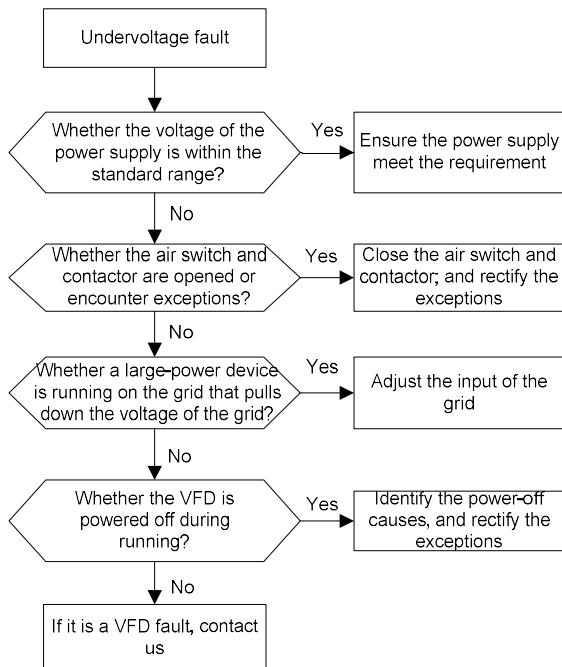 Undervoltage fault
Whether the voltage of the
power supply is within the
standard range?
Yes
Ensure the power supply
meet the requirement
No
Whether the air switch and
contactor are opened or
encounter exceptions?
Yes
Close the air switch and
contactor; and rectify the
exceptions
No
Whether a large-power device
is running on the grid that pulls
down the voltage of the grid?
Yes
Adjust the input of the
grid
No
Whether the VFD is
powered off during
running?
Yes
Identify the power-off
causes, and rectify the
exceptions
No
If it is a VFD fault, contact
us